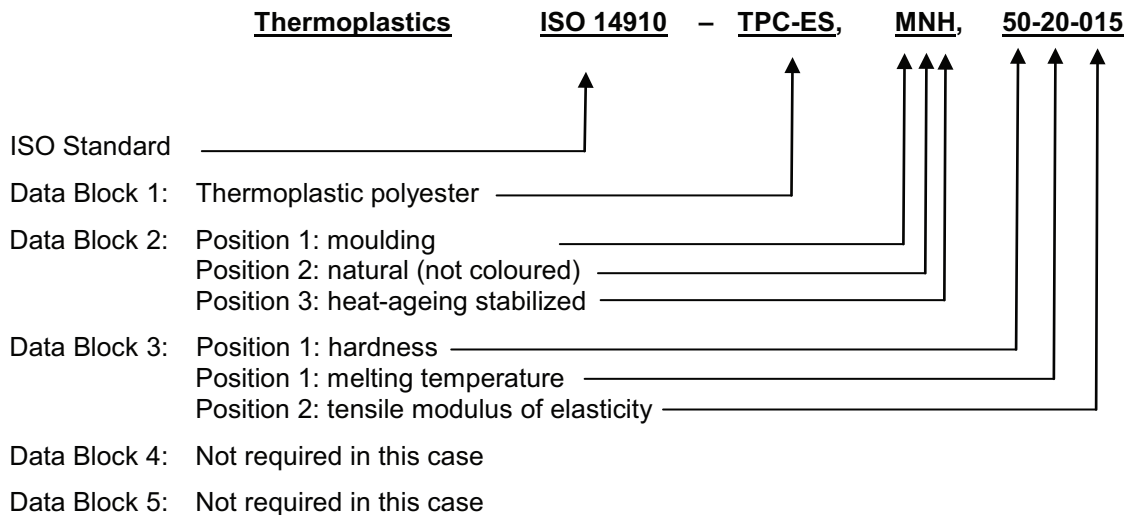 Thermoplastics ISO 14910 – TPC-ES, MNH, 50-20-015
ISO Standard
Data Block 1: Thermoplastic polyester
Data Block 2: Position 1: moulding
Position 2: natural (not coloured)
Position 3: heat-ageing stabilized
Data Block 3: Position 1: hardness
Position 1: melting temperature
Position 2: tensile modulus of elasticity
Data Block 4: Not required in this case
Data Block 5: Not required in this case